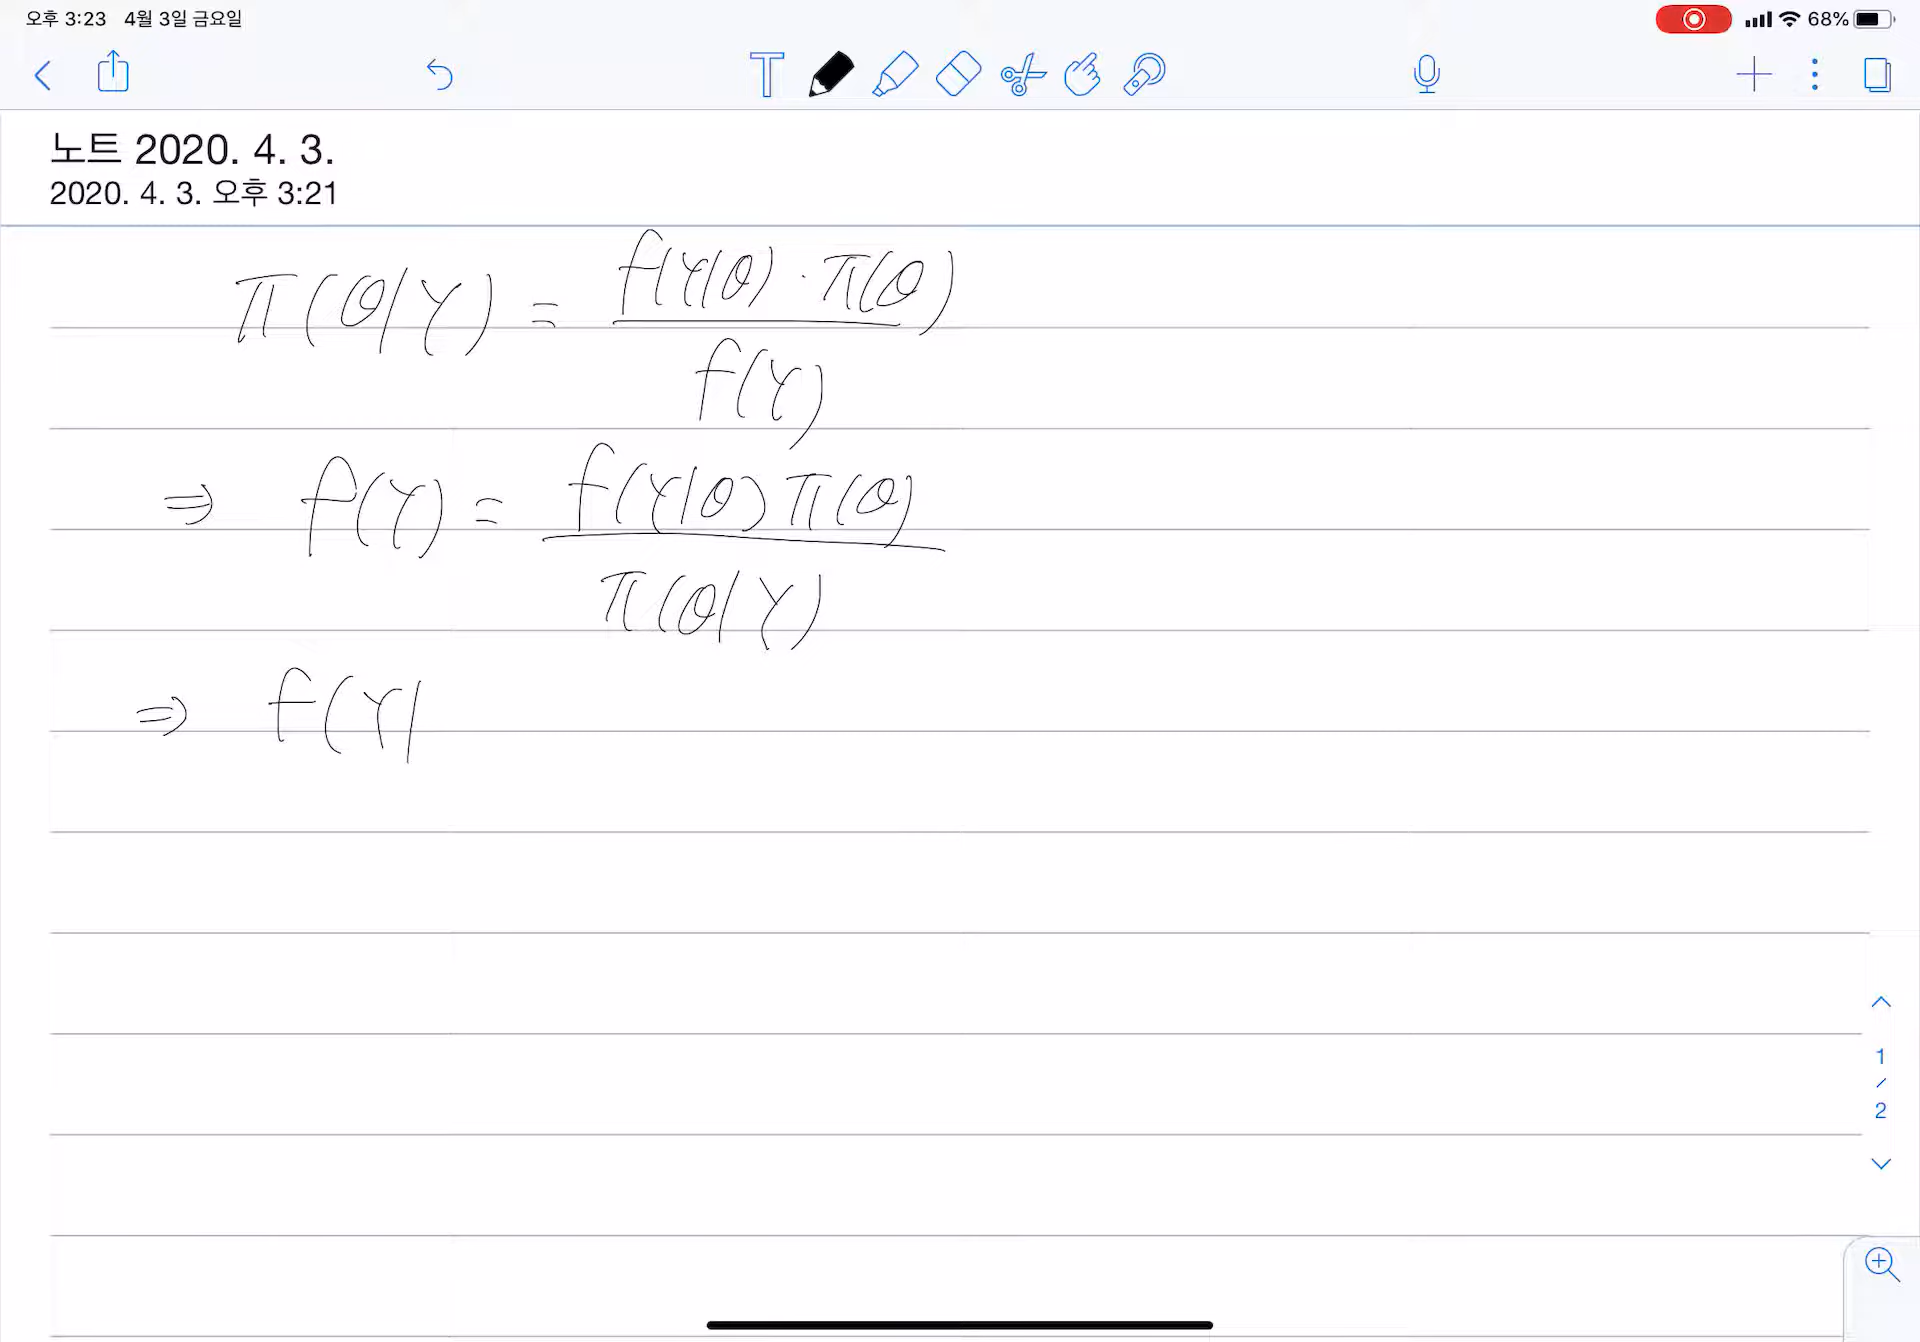 오후 3:23 4월 3일 금요일 68%
T
노트 2020. 4. 3.
2020. 4. 3. 오후 3:21
π(θ|Y) = f(Y|θ) · π(θ) / f(Y)
⇒ f(Y) = f(Y|θ) π(θ) / π(θ|Y)
⇒ f(Y|
1
/
2